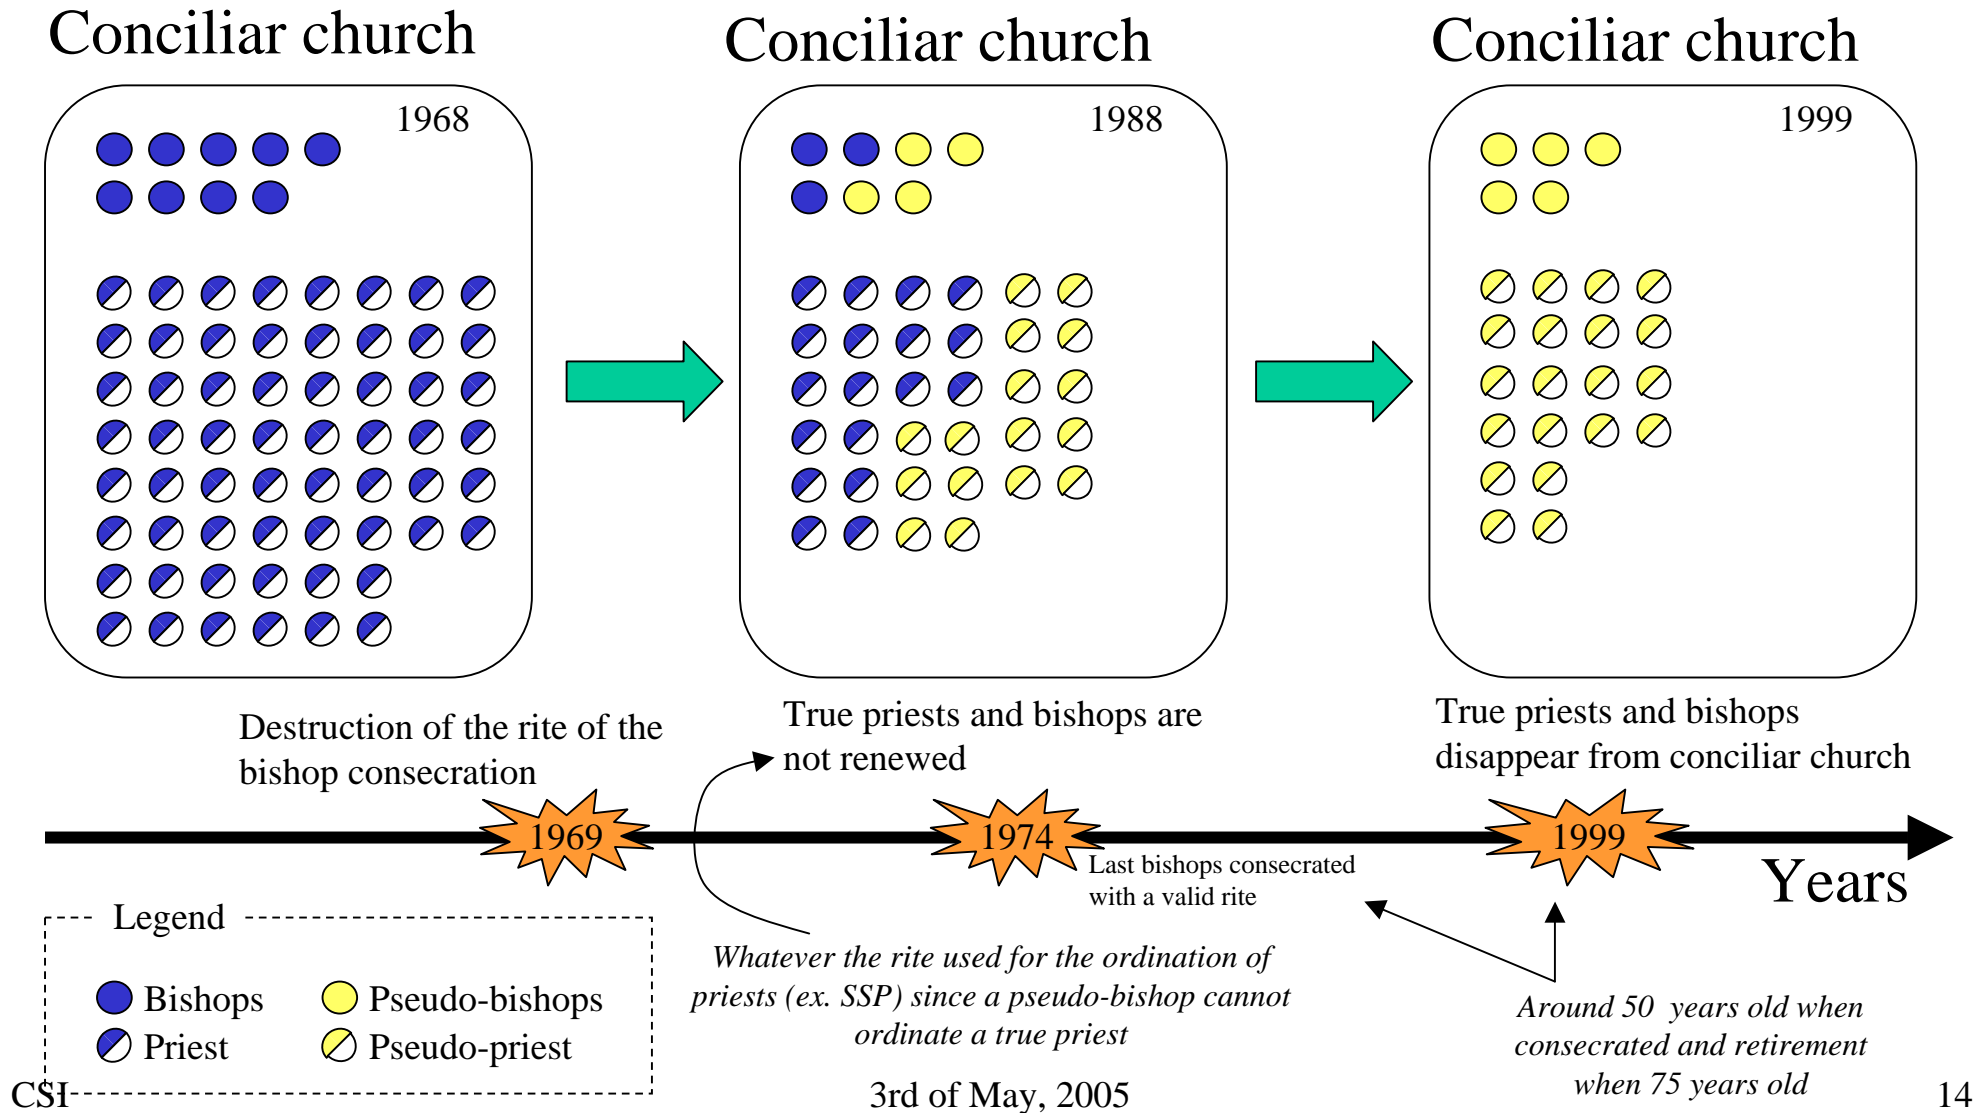 Conciliar church
Conciliar church
Conciliar church
1968
1988
1999
Destruction of the rite of the
bishop consecration
True priests and bishops are
not renewed
True priests and bishops
disappear from conciliar church
1969
1974
1999
Last bishops consecrated
with a valid rite
Years
Legend
Bishops
Pseudo-bishops
Priest
Pseudo-priest
Whatever the rite used for the ordination of
priests (ex. SSP) since a pseudo-bishop cannot
ordinate a true priest
Around 50 years old when
consecrated and retirement
when 75 years old
CSI
3rd of May, 2005
14